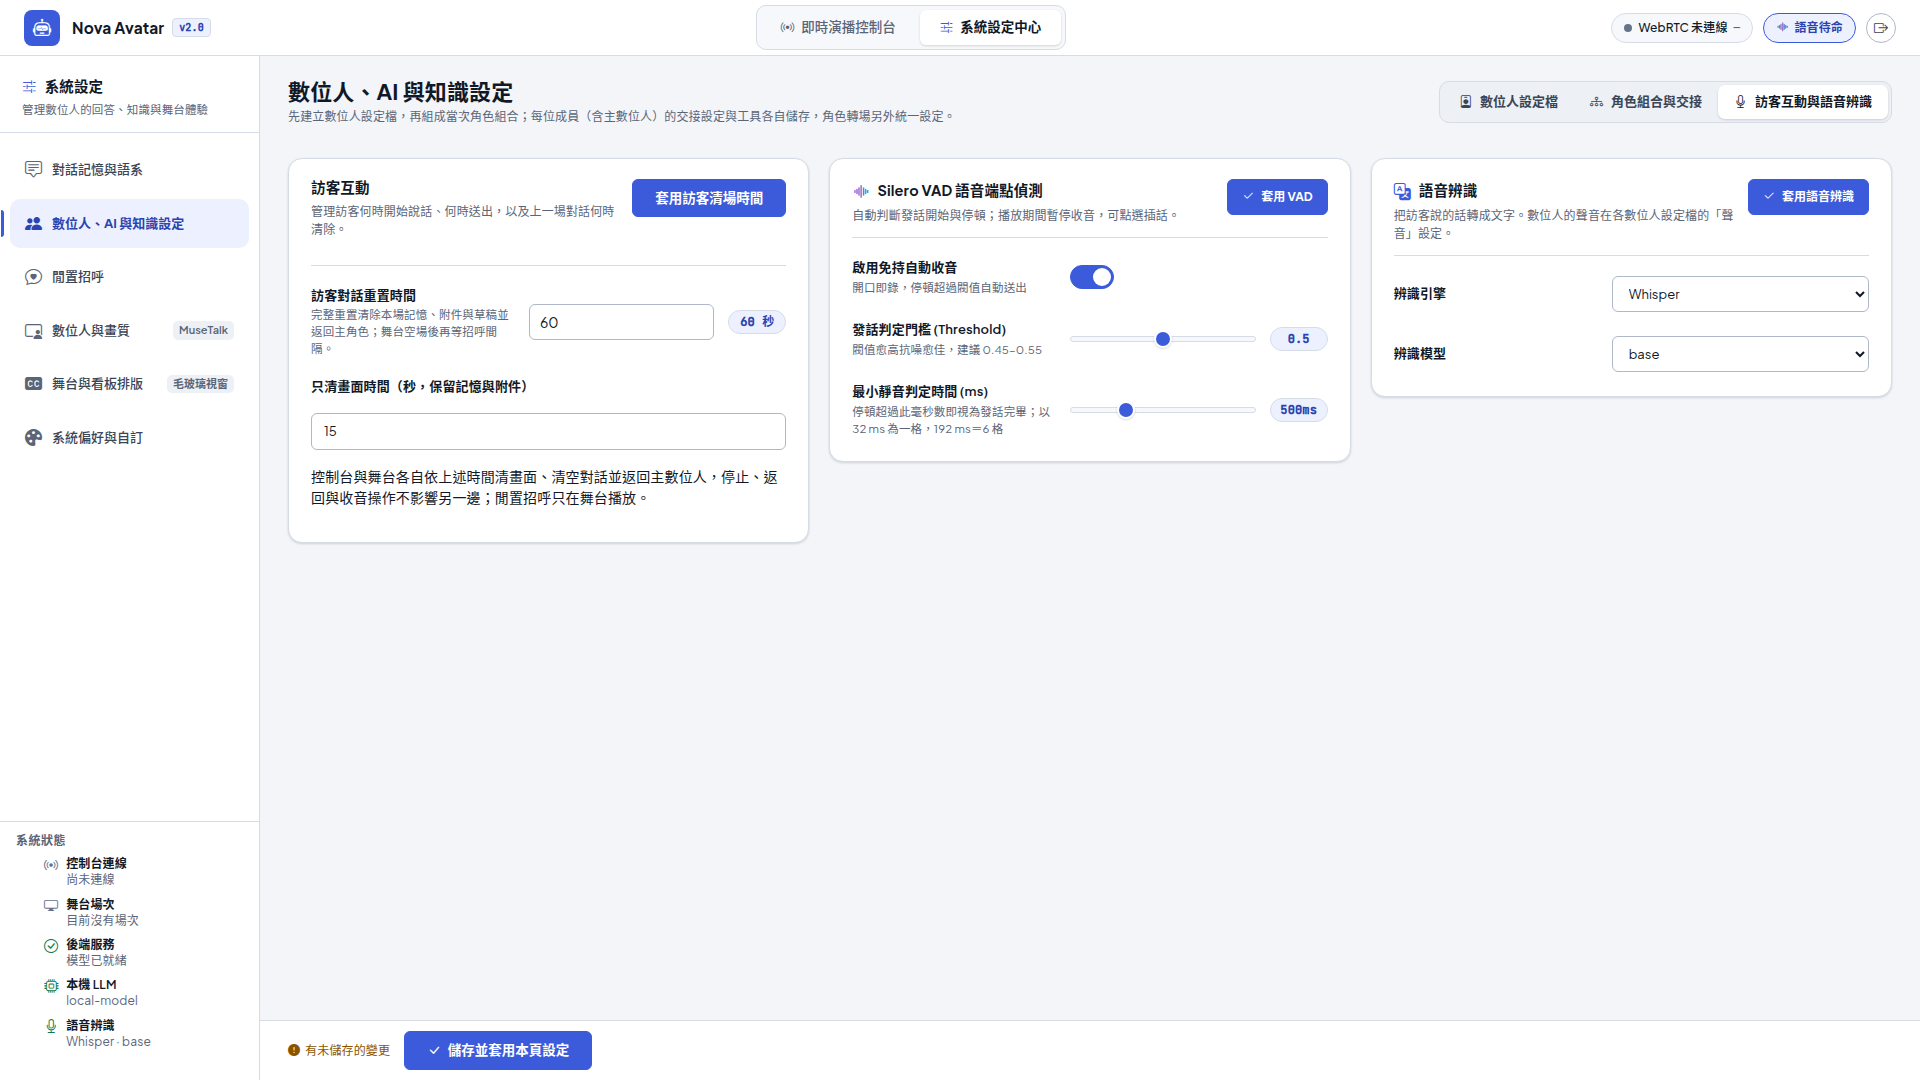 Nova Avatar v2.0
即時演播控制台
系統設定中心
WebRTC 未連線 –
語音待命
系統設定
管理數位人的回答、知識與舞台體驗
對話記憶與語系
數位人、AI 與知識設定
閒置招呼
數位人與畫質 MuseTalk
舞台與看板排版 毛玻璃視窗
系統偏好與自訂
系統狀態
控制台連線
尚未連線
舞台場次
目前沒有場次
後端服務
模型已就緒
本機 LLM
local-model
語音辨識
Whisper · base
數位人、AI 與知識設定
先建立數位人設定檔，再組成當次角色組合；每位成員（含主數位人）的交接設定與工具各自儲存，角色轉場另外統一設定。
數位人設定檔
角色組合與交接
訪客互動與語音辨識
訪客互動
管理訪客何時開始說話、何時送出，以及上一場對話何時
清除。
套用訪客清場時間
訪客對話重置時間
完整重置清除本場記憶、附件與草稿並
返回主角色；舞台空場後再等招呼間
隔。
60
60 秒
只清畫面時間（秒，保留記憶與附件）
15
控制台與舞台各自依上述時間清畫面、清空對話並返回主數位人，停止、返
回與收音操作不影響另一邊；閒置招呼只在舞台播放。
Silero VAD 語音端點偵測
自動判斷發話開始與停頓；播放期間暫停收音，可點選插話。
套用 VAD
啟用免持自動收音
開口即錄，停頓超過閥值自動送出
發話判定門檻 (Threshold)
閥值愈高抗噪愈佳，建議 0.45–0.55
0.5
最小靜音判定時間 (ms)
停頓超過此毫秒數即視為發話完畢；以
32 ms 為一格，192 ms＝6 格
500ms
語音辨識
把訪客說的話轉成文字。數位人的聲音在各數位人設定檔的「聲
音」設定。
套用語音辨識
辨識引擎
Whisper
辨識模型
base
有未儲存的變更
儲存並套用本頁設定